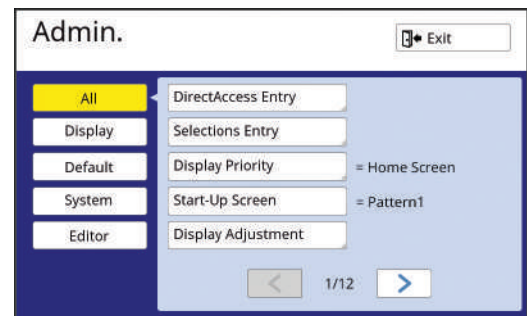 Admin.
Exit
All
DirectAccess Entry
Display
Selections Entry
Default
Display Priority = Home Screen
System
Start-Up Screen = Pattern1
Editor
Display Adjustment
1/12